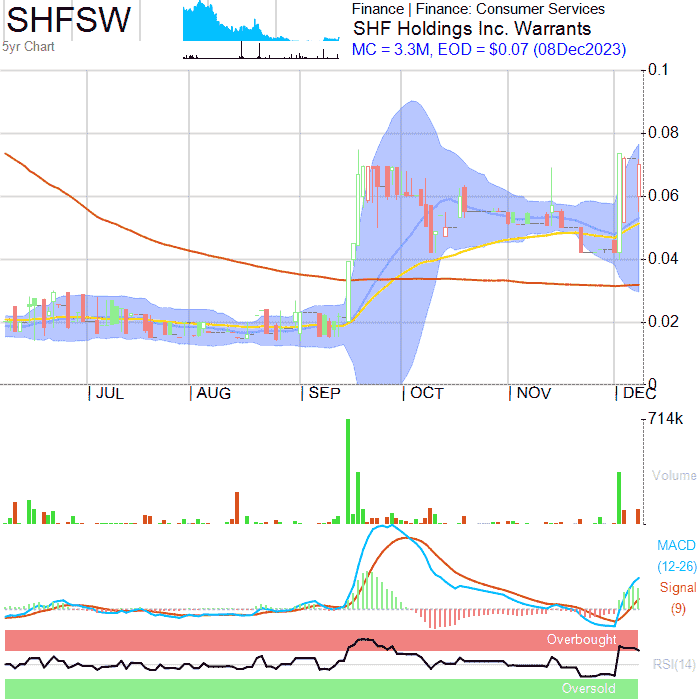 SHFSW
5yr Chart
Finance | Finance: Consumer Services
SHF Holdings Inc. Warrants
MC = 3.3M, EOD = $0.07 (08Dec2023)
0.1
0.08
0.06
0.04
0.02
0
JUL AUG SEP OCT NOV DEC
714k
Volume
MACD
(12-26)
Signal
(9)
Overbought
RSI(14)
Oversold